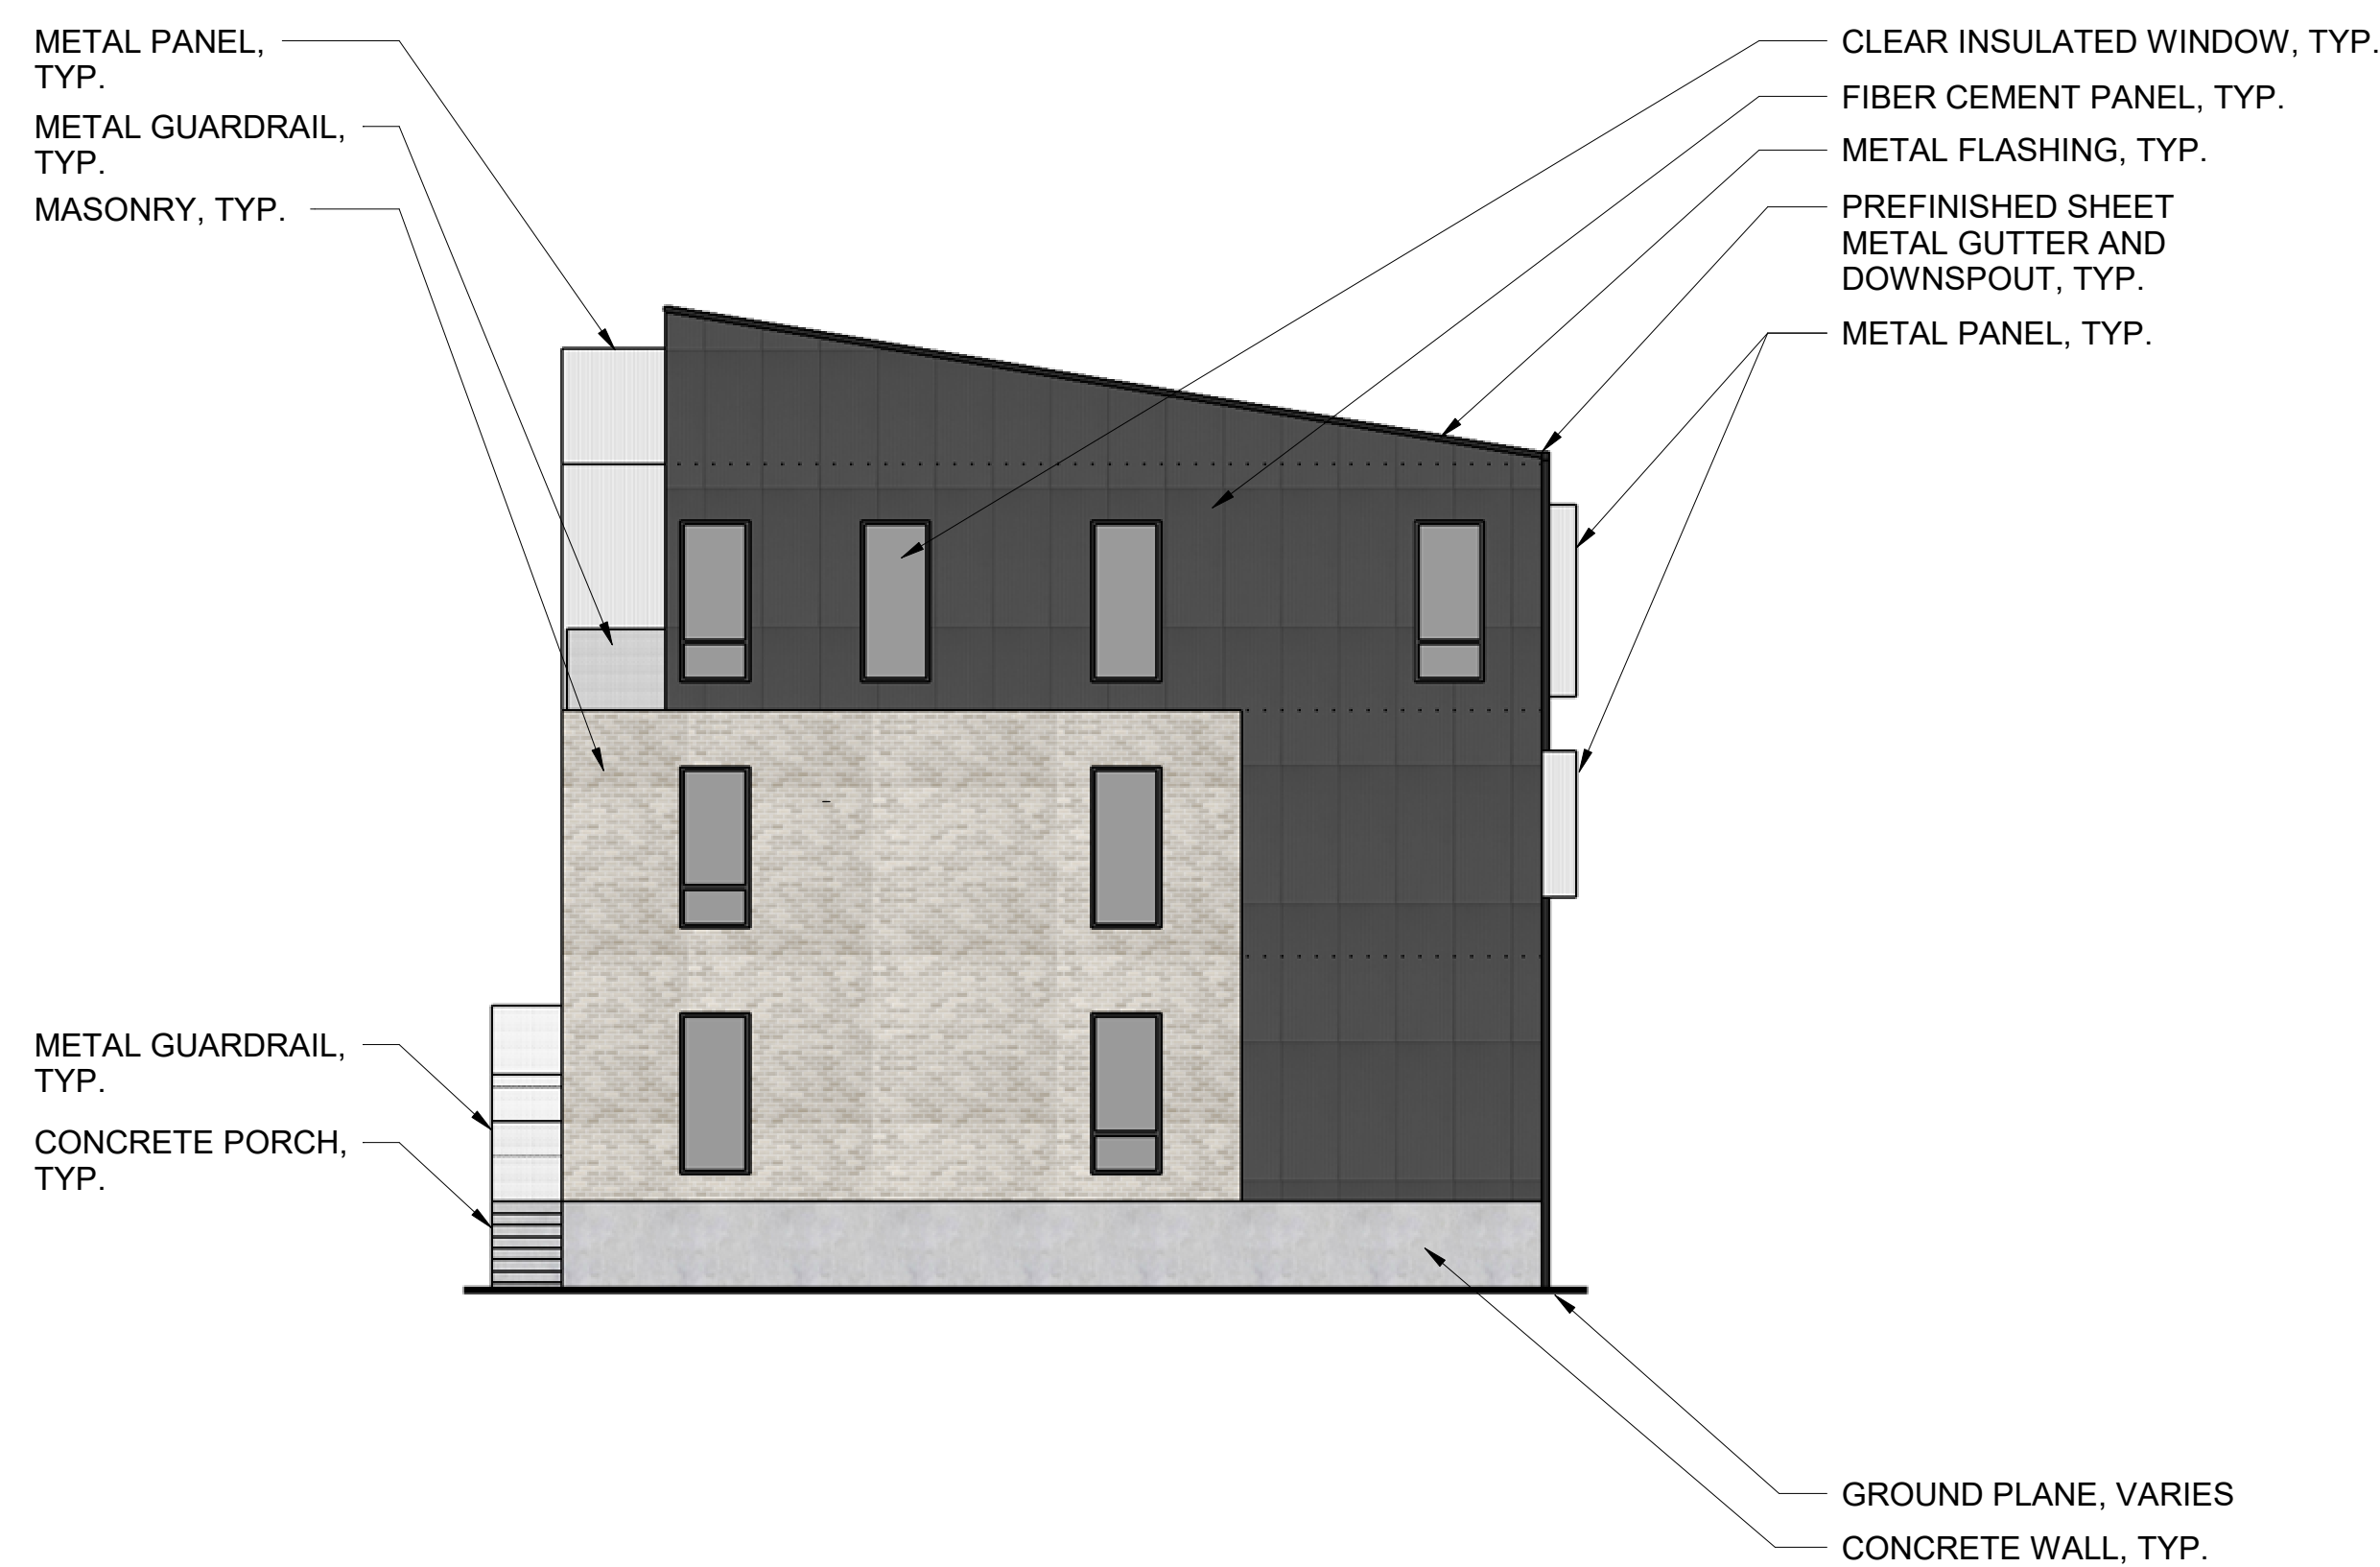 METAL PANEL,
TYP.
METAL GUARDRAIL,
TYP.
MASONRY, TYP.
CLEAR INSULATED WINDOW, TYP.
FIBER CEMENT PANEL, TYP.
METAL FLASHING, TYP.
PREFINISHED SHEET
METAL GUTTER AND
DOWNSPOUT, TYP.
METAL PANEL, TYP.
METAL GUARDRAIL,
TYP.
CONCRETE PORCH,
TYP.
GROUND PLANE, VARIES
CONCRETE WALL, TYP.